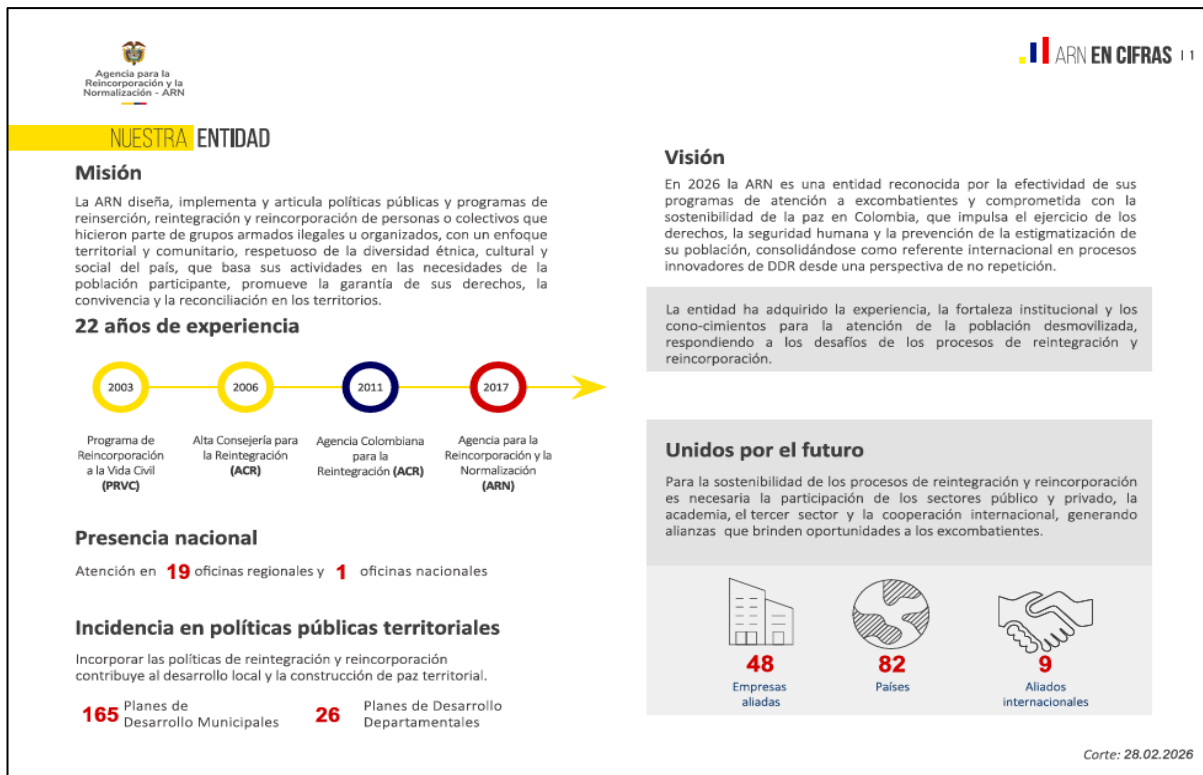 Agencia para la
Reincorporación y la
Normalización - ARN
ARN EN CIFRAS I 1
NUESTRA ENTIDAD
Misión
La ARN diseña, implementa y articula políticas públicas y programas de
reinserción, reintegración y reincorporación de personas o colectivos que
hicieron parte de grupos armados ilegales u organizados, con un enfoque
territorial y comunitario, respetuoso de la diversidad étnica, cultural y
social del país, que basa sus actividades en las necesidades de la
población participante, promueve la garantía de sus derechos, la
convivencia y la reconciliación en los territorios.
22 años de experiencia
2003
2006
2011
2017
Programa de
Reincorporación
a la Vida Civil
(PRVC)
Alta Consejería para
la Reintegración
(ACR)
Agencia Colombiana
para la
Reintegración (ACR)
Agencia para la
Reincorporación y la
Normalización
(ARN)
Presencia nacional
Atención en 19 oficinas regionales y 1 oficinas nacionales
Incidencia en políticas públicas territoriales
Incorporar las políticas de reintegración y reincorporación
contribuye al desarrollo local y la construcción de paz territorial.
165 Planes de
Desarrollo Municipales
26 Planes de Desarrollo
Departamentales
Visión
En 2026 la ARN es una entidad reconocida por la efectividad de sus
programas de atención a excombatientes y comprometida con la
sostenibilidad de la paz en Colombia, que impulsa el ejercicio de los
derechos, la seguridad humana y la prevención de la estigmatización de
su población, consolidándose como referente internacional en procesos
innovadores de DDR desde una perspectiva de no repetición.
La entidad ha adquirido la experiencia, la fortaleza institucional y los
cono-cimientos para la atención de la población desmovilizada,
respondiendo a los desafíos de los procesos de reintegración y
reincorporación.
Unidos por el futuro
Para la sostenibilidad de los procesos de reintegración y reincorporación
es necesaria la participación de los sectores público y privado, la
academia, el tercer sector y la cooperación internacional, generando
alianzas que brinden oportunidades a los excombatientes.
48
Empresas
aliadas
82
Países
9
Aliados
internacionales
Corte: 28.02.2026